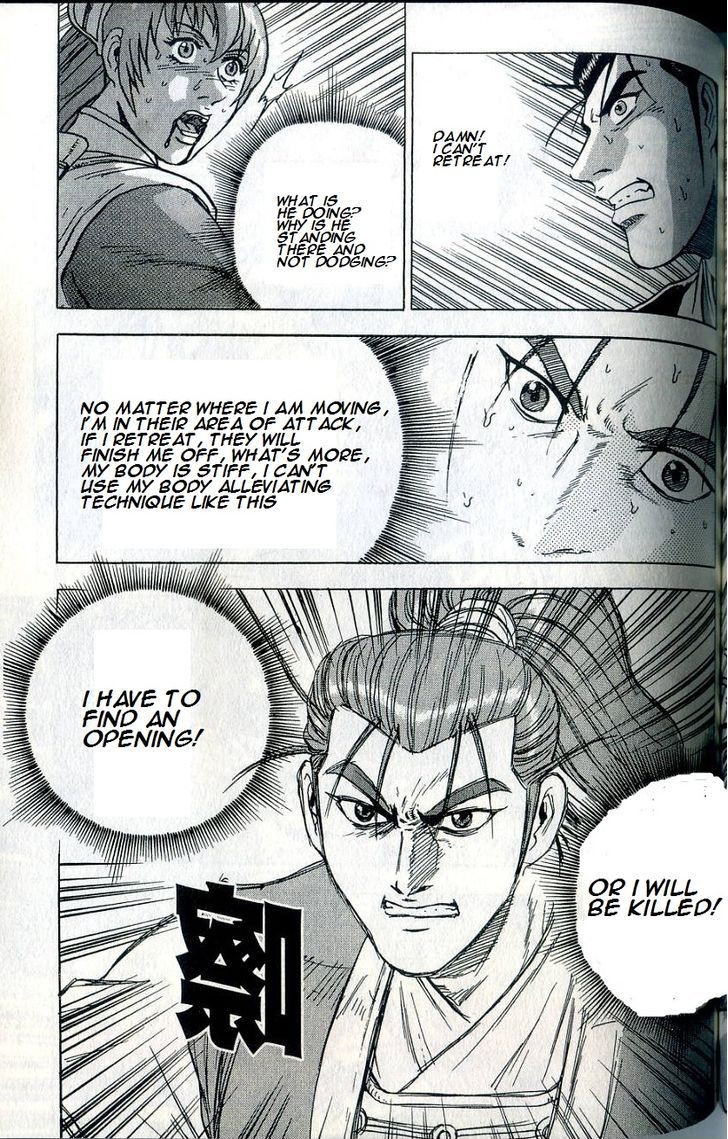 DAMN!
I CAN'T
RETREAT!
WHAT IS
HE DOING?
WHY IS HE
STANDING
THERE AND
NOT DODGING?
NO MATTER WHERE I AM MOVING,
I'M IN THEIR AREA OF ATTACK,
IF I RETREAT, THEY WILL
FINISH ME OFF, WHAT'S MORE,
MY BODY IS STIFF, I CAN'T
USE MY BODY ALLEVIATING
TECHNIQUE LIKE THIS
I HAVE TO
FIND AN
OPENING!
OR I WILL
BE KILLED!